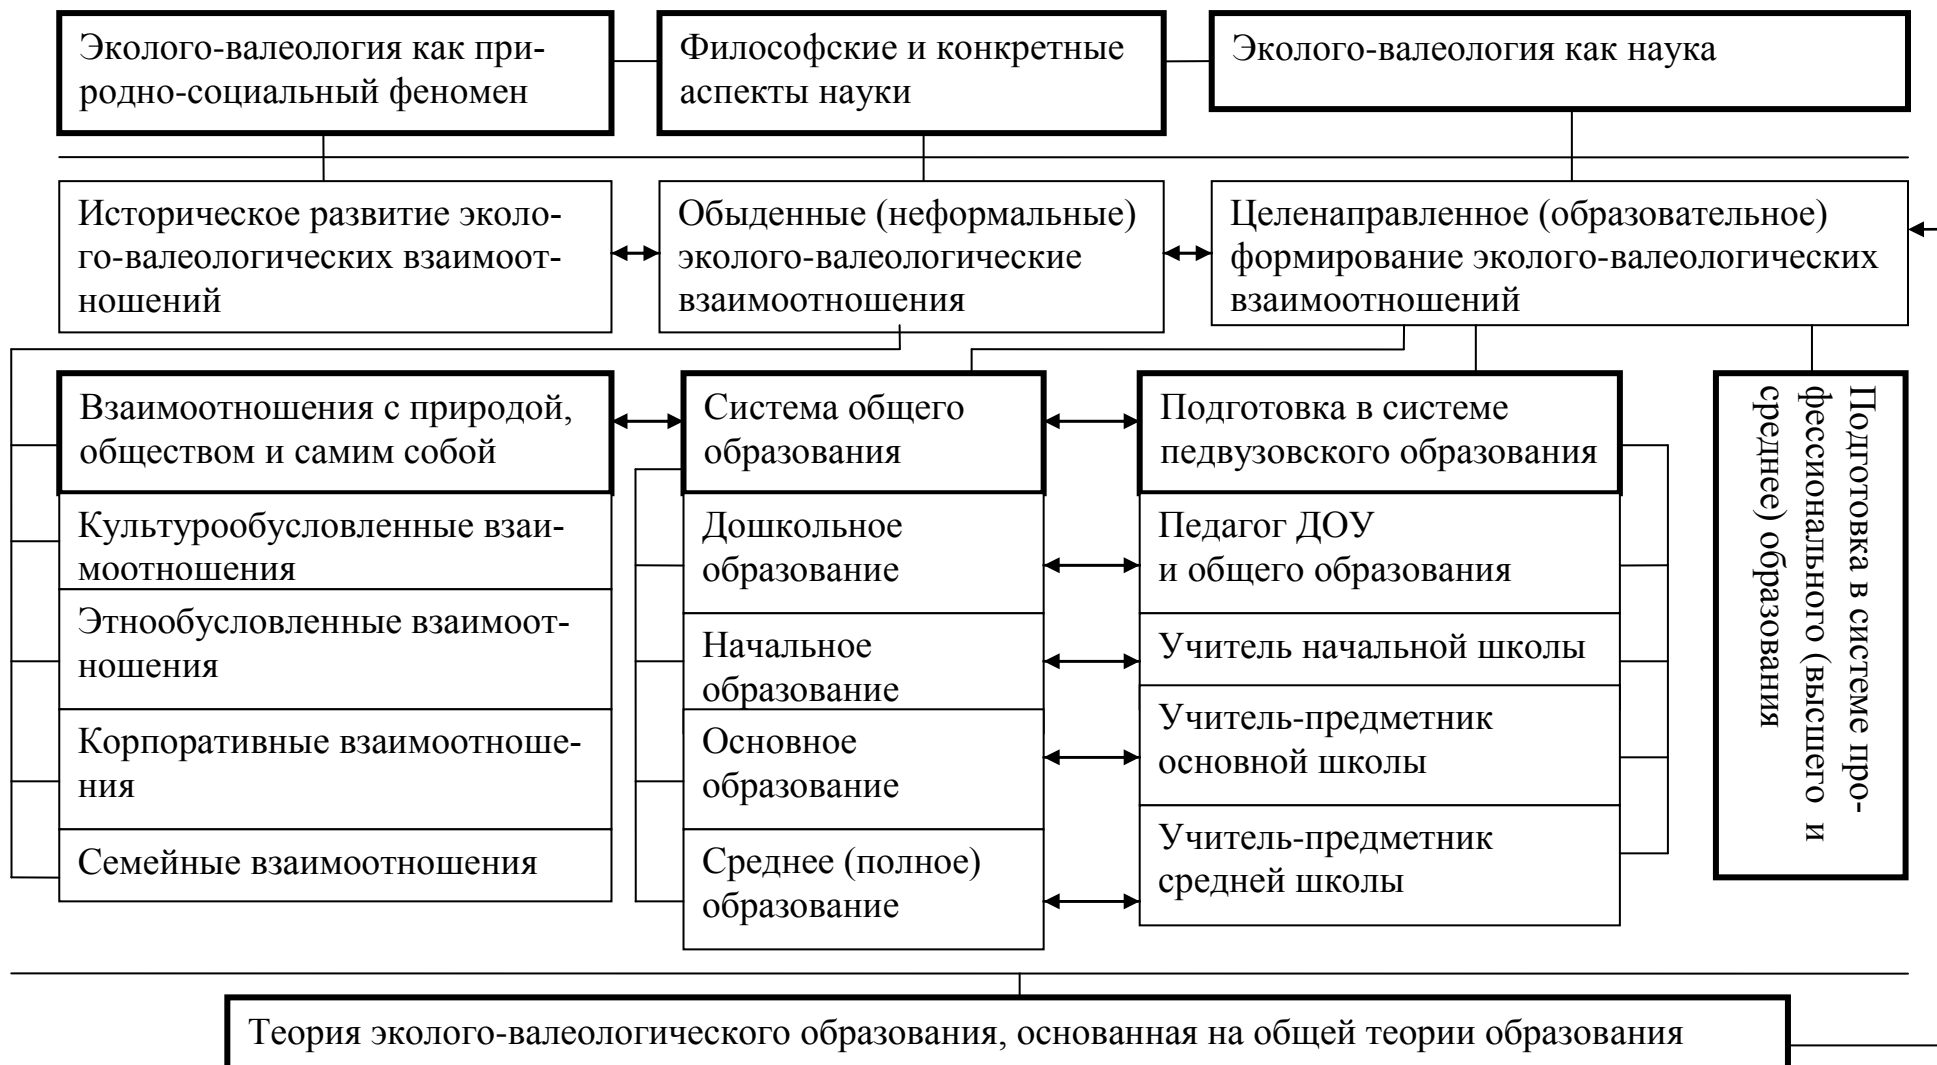 Эколого-валеология как при-
родно-социальный феномен
Философские и конкретные
аспекты науки
Эколого-валеология как наука
Историческое развитие эколо-
го-валеологических взаимоот-
ношений
Обыденные (неформальные)
эколого-валеологические
взаимоотношения
Целенаправленное (образовательное)
формирование эколого-валеологических
взаимоотношений
Взаимоотношения с природой,
обществом и самим собой
Культурообусловленные взаи-
моотношения
Этнообусловленные взаимоот-
ношения
Корпоративные взаимоотноше-
ния
Семейные взаимоотношения
Система общего
образования
Дошкольное
образование
Начальное
образование
Основное
образование
Среднее (полное)
образование
Подготовка в системе
педвузовского образования
Педагог ДОУ
и общего образования
Учитель начальной школы
Учитель-предметник
основной школы
Учитель-предметник
средней школы
Подготовка в системе про-
фессионального (высшего и
среднее) образования
Теория эколого-валеологического образования, основанная на общей теории образования